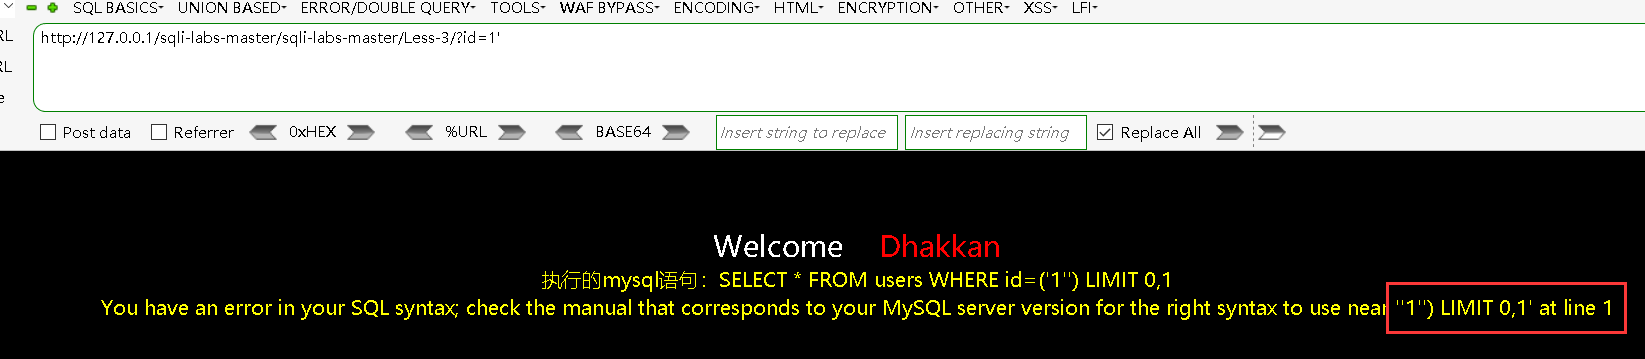 SQL BASICS UNION BASED ERROR/DOUBLE QUERY TOOLS WAF BYPASS ENCODING HTML ENCRYPTION OTHER XSS LFI
RL
http://127.0.0.1/sqli-labs-master/sqli-labs-master/Less-3/?id=1'
RL
e
Post data Referrer 0xHEX %URL BASE64 Insert string to replace Insert replacing string Replace All
Welcome Dhakkan
执行的mysql语句：SELECT * FROM users WHERE id=('1'') LIMIT 0,1
You have an error in your SQL syntax; check the manual that corresponds to your MySQL server version for the right syntax to use near ''1'') LIMIT 0,1' at line 1